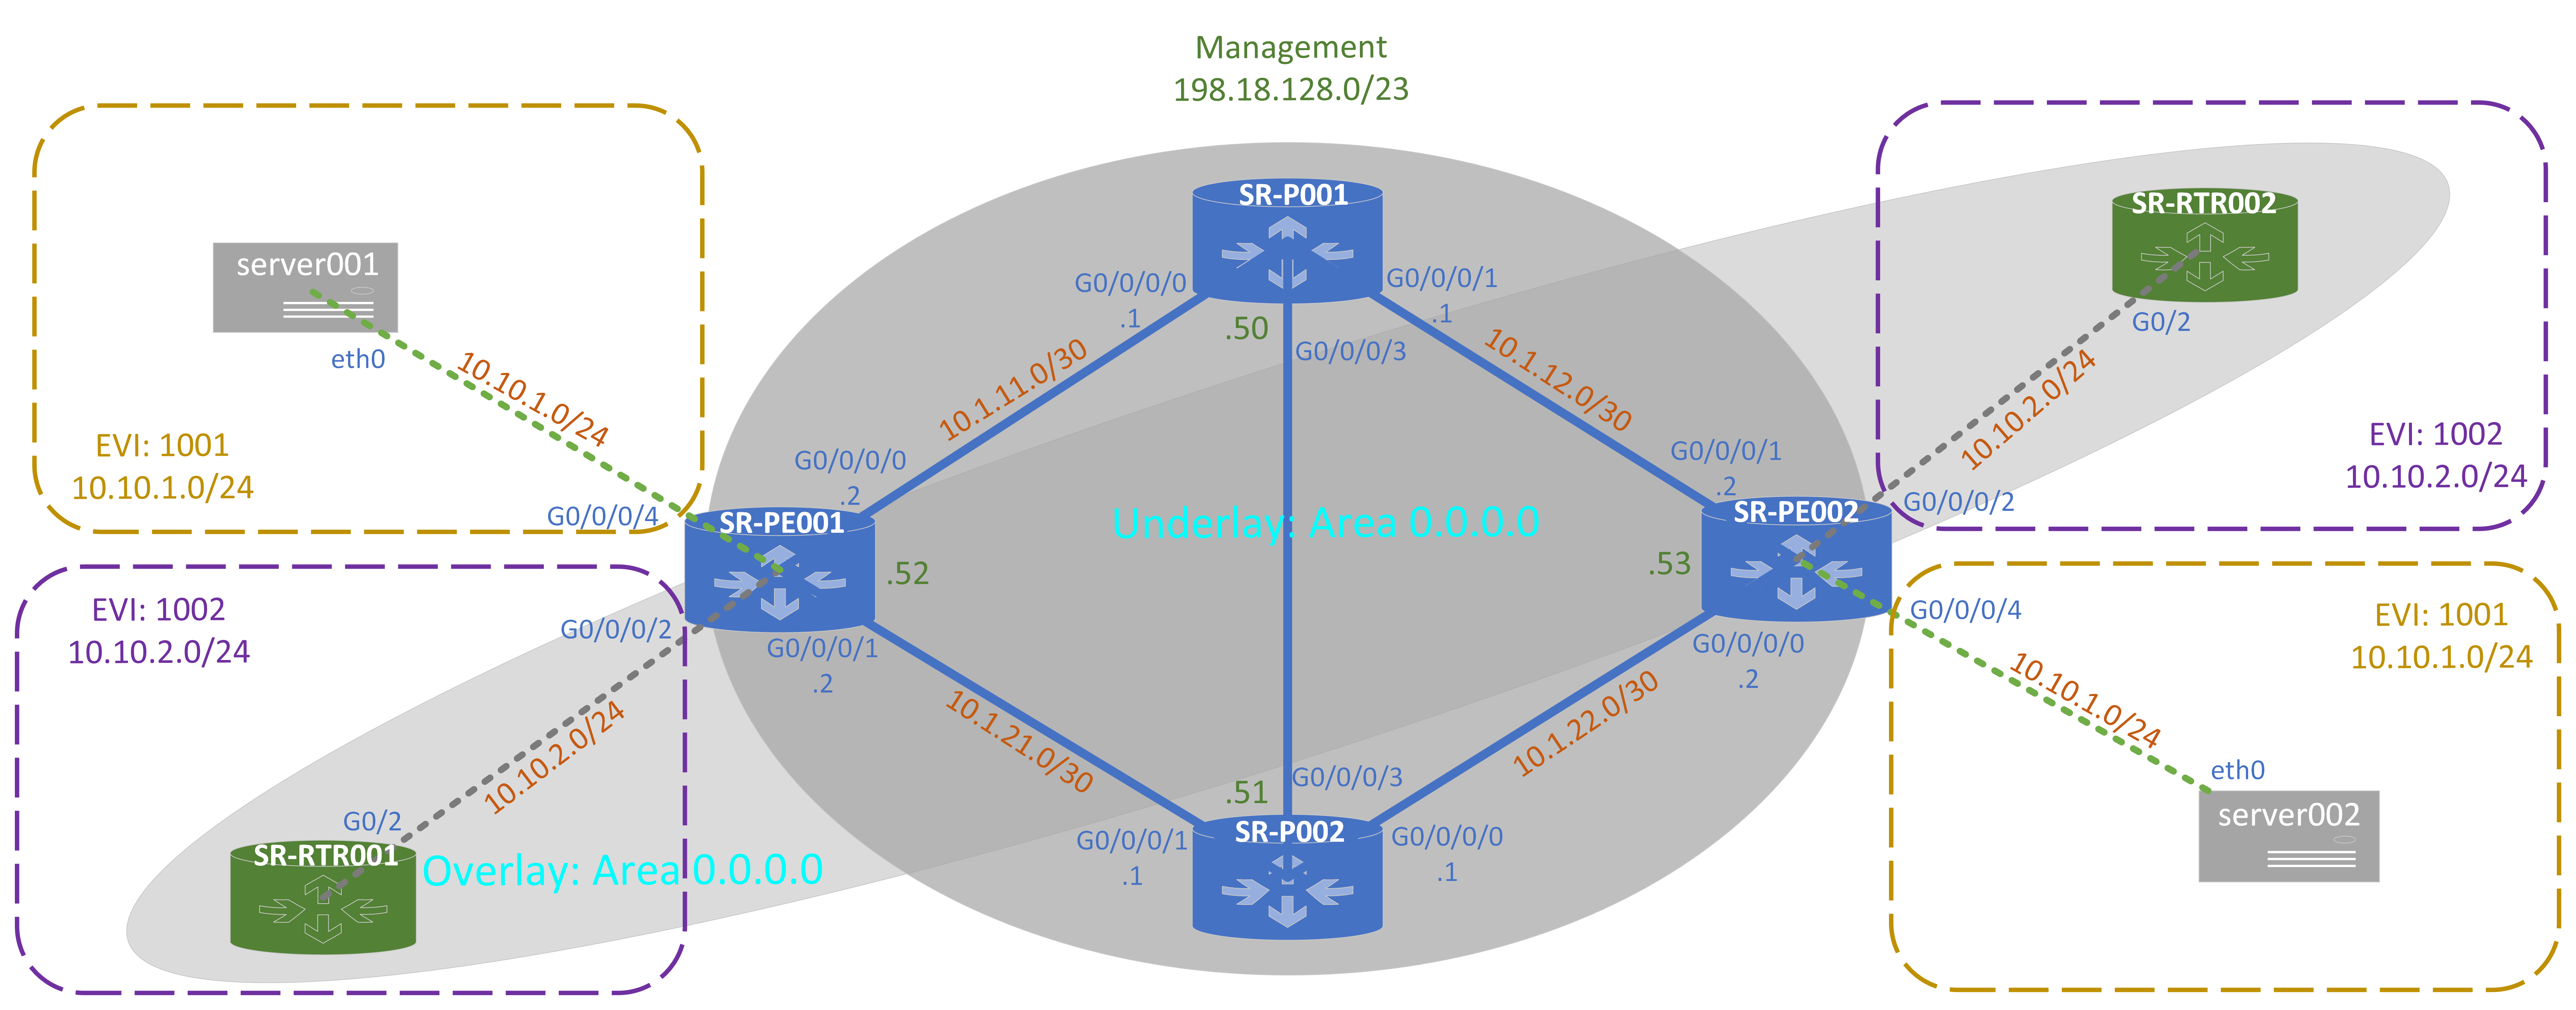 Management
198.18.128.0/23
SR-P001
G0/0/0/0
.1
G0/0/0/1
.1
.50
G0/0/0/3
10.1.11.0/30
10.1.12.0/30
server001
eth0
10.10.1.0/24
EVI: 1001
10.10.1.0/24
G0/0/0/4
G0/0/0/0
.2
SR-PE001
.52
SR-RTR002
G0/2
10.10.2.0/24
EVI: 1002
10.10.2.0/24
G0/0/0/1
.2
G0/0/0/2
SR-PE002
.53
Underlay: Area 0.0.0.0
EVI: 1002
10.10.2.0/24
G0/0/0/2
G0/0/0/1
.2
10.10.2.0/24
G0/2
SR-RTR001
Overlay: Area 0.0.0.0
10.1.21.0/30
10.1.22.0/30
G0/0/0/0
.2
.51
G0/0/0/3
SR-P002
G0/0/0/1
.1
G0/0/0/0
.1
G0/0/0/4
EVI: 1001
10.10.1.0/24
10.10.1.0/24
eth0
server002